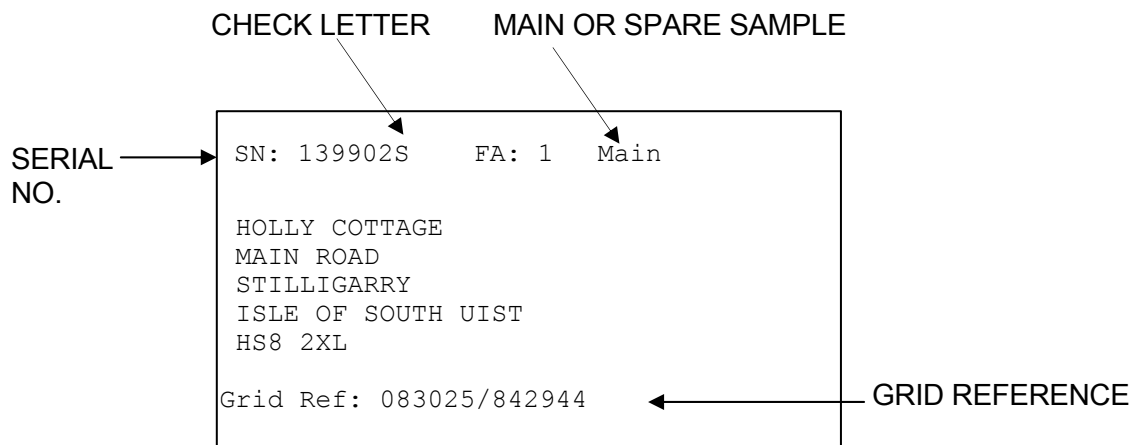 CHECK LETTER MAIN OR SPARE SAMPLE
SERIAL
NO.
SN: 139902S FA: 1 Main
HOLLY COTTAGE
MAIN ROAD
STILLIGARRY
ISLE OF SOUTH UIST
HS8 2XL
Grid Ref: 083025/842944
GRID REFERENCE